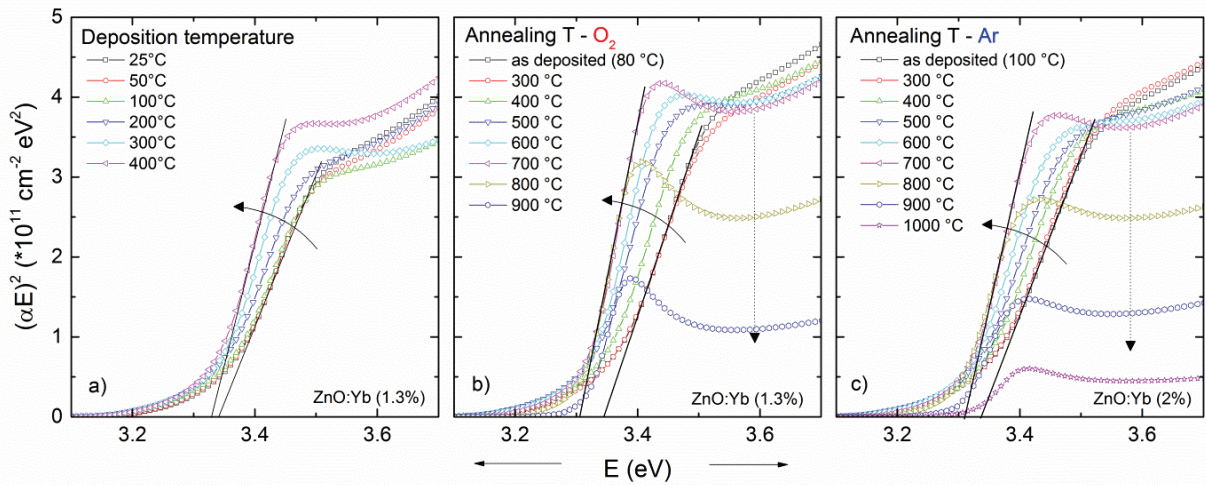 Deposition temperature
25°C
50°C
100°C
200°C
300°C
400°C
a)
ZnO:Yb (1.3%)
Annealing T - O₂
as deposited (80 °C)
300 °C
400 °C
500 °C
600 °C
700 °C
800 °C
900 °C
b)
ZnO:Yb (1.3%)
Annealing T - Ar
as deposited (100 °C)
300 °C
400 °C
500 °C
600 °C
700 °C
800 °C
900 °C
1000 °C
c)
ZnO:Yb (2%)
(αE)² (*10¹¹ cm⁻² eV²)
5
4
3
2
1
0
3.2 3.4 3.6
3.2 3.4 3.6
3.2 3.4 3.6
E (eV)